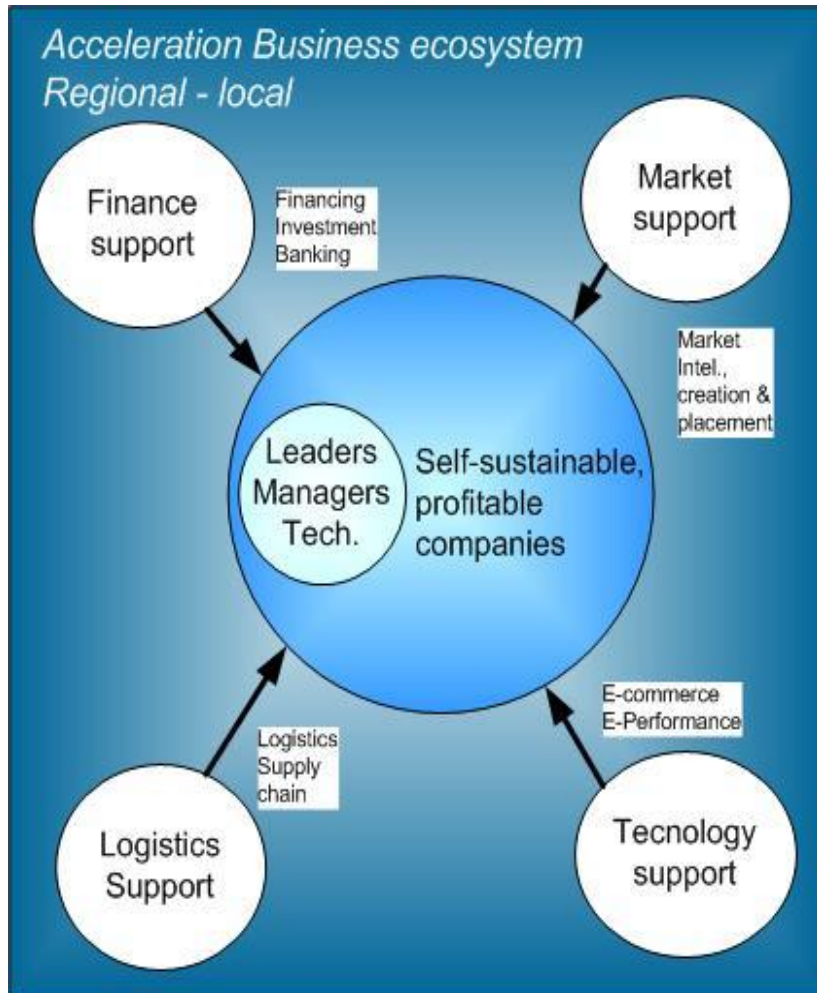 Acceleration Business ecosystem
Regional - local
Finance
support
Financing
Investment
Banking
Market
support
Market
Intel.,
creation &
placement
Leaders
Managers
Tech.
Self-sustainable,
profitable
companies
Logistics
Supply
chain
Logistics
Support
E-commerce
E-Performance
Tecnology
support